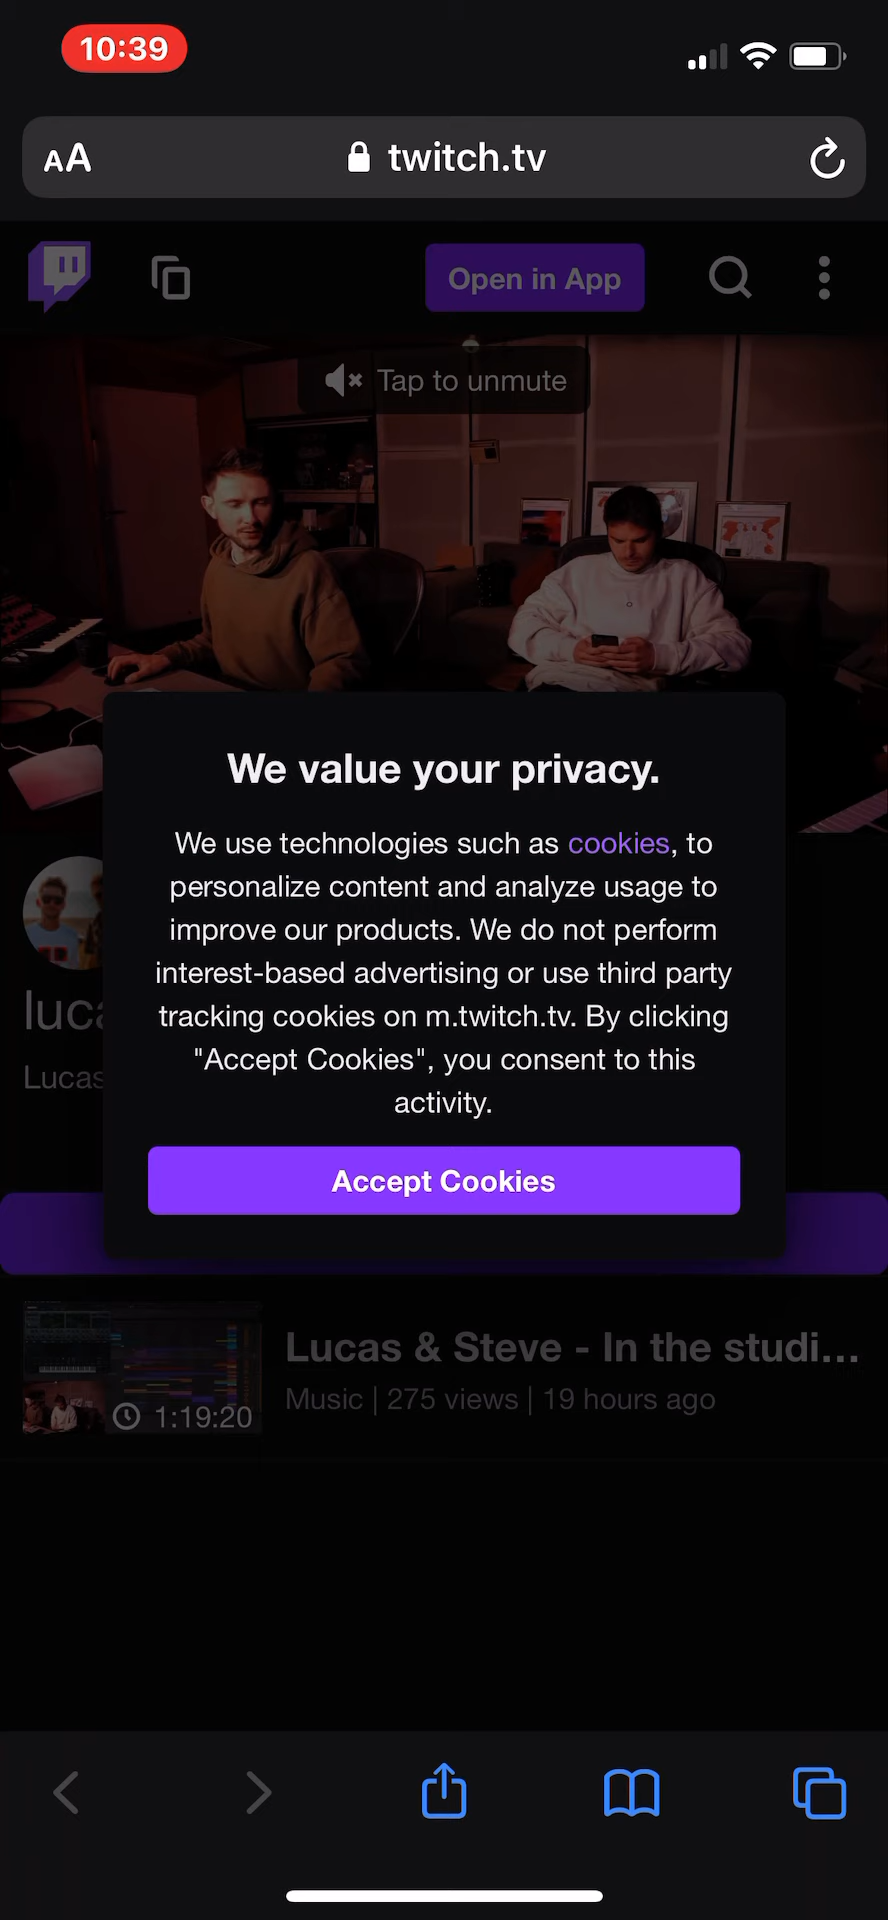 10:39
AA
twitch.tv
Open in App
Tap to unmute
We value your privacy.
We use technologies such as cookies, to
personalize content and analyze usage to
improve our products. We do not perform
interest-based advertising or use third party
tracking cookies on m.twitch.tv. By clicking
"Accept Cookies", you consent to this
activity.
Accept Cookies
luca
Lucas
Lucas & Steve - In the studi...
Music | 275 views | 19 hours ago
1:19:20